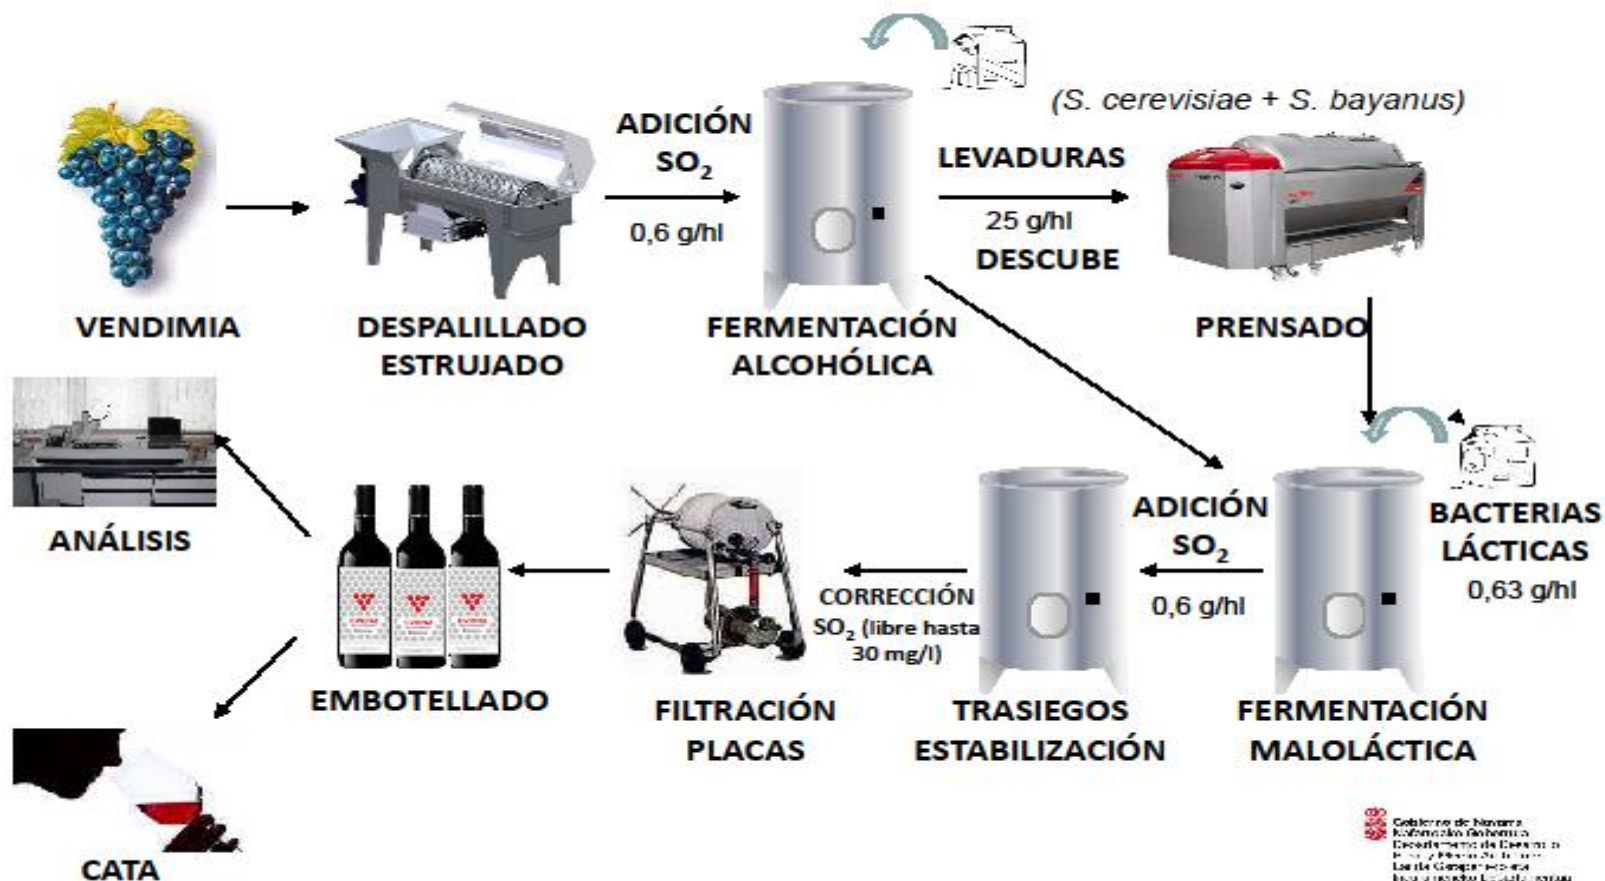 (S. cerevisiae + S. bayanus)
ADICIÓN
SO₂
0,6 g/hl
LEVADURAS
25 g/hl
DESCUBE
VENDIMIA
DESPALILLADO
ESTRUJADO
FERMENTACIÓN
ALCOHÓLICA
PRENSADO
BACTERIAS
LÁCTICAS
0,63 g/hl
ADICIÓN
SO₂
0,6 g/hl
CORRECCIÓN
SO₂ (libre hasta
30 mg/l)
ANÁLISIS
EMBOTELLADO
FILTRACIÓN
PLACAS
TRASIEGOS
ESTABILIZACIÓN
FERMENTACIÓN
MALOLÁCTICA
CATA
Gobierno de Navarra